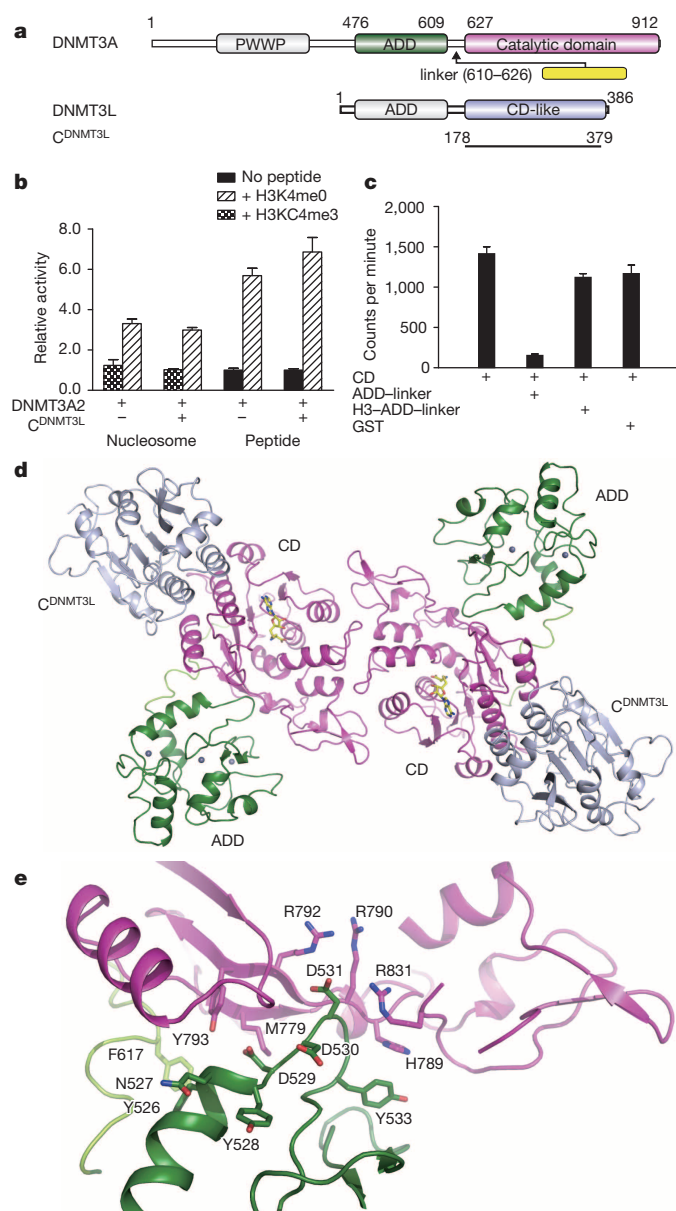 a
1 476 609 627 912
DNMT3A PWWP ADD Catalytic domain
linker (610–626)
1 386
DNMT3L ADD CD-like
C^DNMT3L 178 379
b
No peptide
+ H3K4me0
+ H3KC4me3
Relative activity
8.0
6.0
4.0
2.0
0.0
DNMT3A2 + + + +
C^DNMT3L – + – +
Nucleosome Peptide
c
Counts per minute
2,000
1,500
1,000
500
0
CD + + + +
ADD–linker +
H3–ADD–linker +
GST +
d
ADD
CD
C^DNMT3L
C^DNMT3L
CD
ADD
e
R792 R790
D531 R831
Y793 M779
D530
F617 H789
N527 D529
Y526
Y528 Y533